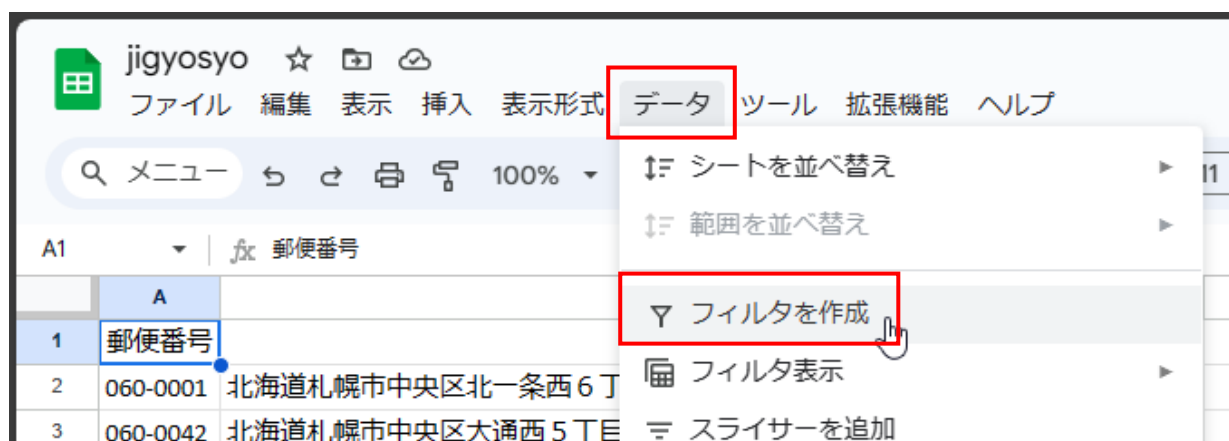 jigyosyo
ファイル 編集 表示 挿入 表示形式 データ ツール 拡張機能 ヘルプ
メニュー 100% 11
シートを並べ替え
範囲を並べ替え
A1 fx 郵便番号
フィルタを作成
フィルタ表示
スライサーを追加
A
1 郵便番号
2 060-0001 北海道札幌市中央区北一条西6丁
3 060-0042 北海道札幌市中央区大通西5丁目